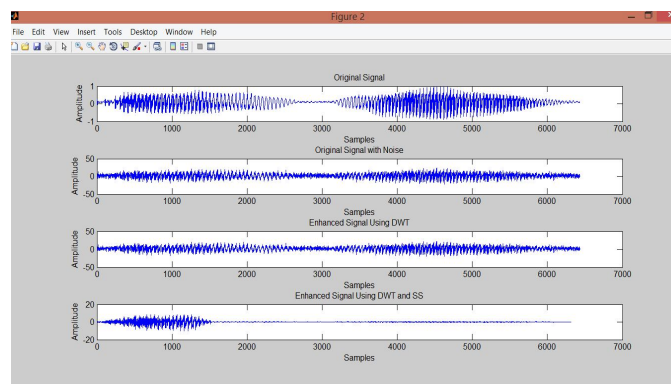 Figure 2
File Edit View Insert Tools Desktop Window Help
Original Signal
Amplitude
1
0
-1
0 1000 2000 3000 4000 5000 6000 7000
Samples
Original Signal with Noise
Amplitude
50
0
-50
0 1000 2000 3000 4000 5000 6000 7000
Samples
Enhanced Signal Using DWT
Amplitude
50
0
-50
0 1000 2000 3000 4000 5000 6000 7000
Samples
Enhanced Signal Using DWT and SS
Amplitude
20
0
-20
0 1000 2000 3000 4000 5000 6000 7000
Samples